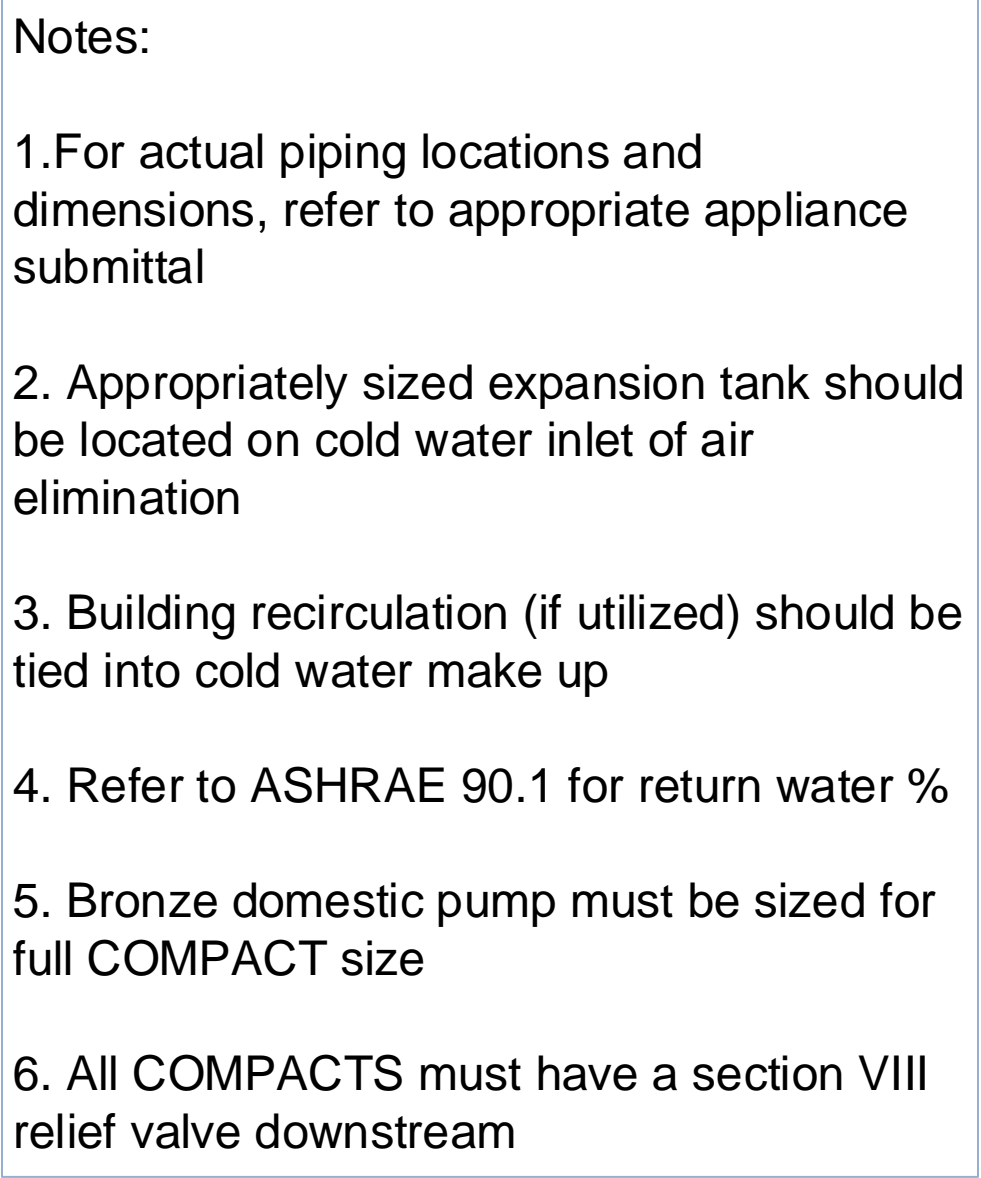 Notes:
1.For actual piping locations and
dimensions, refer to appropriate appliance
submittal
2. Appropriately sized expansion tank should
be located on cold water inlet of air
elimination
3. Building recirculation (if utilized) should be
tied into cold water make up
4. Refer to ASHRAE 90.1 for return water %
5. Bronze domestic pump must be sized for
full COMPACT size
6. All COMPACTS must have a section VIII
relief valve downstream